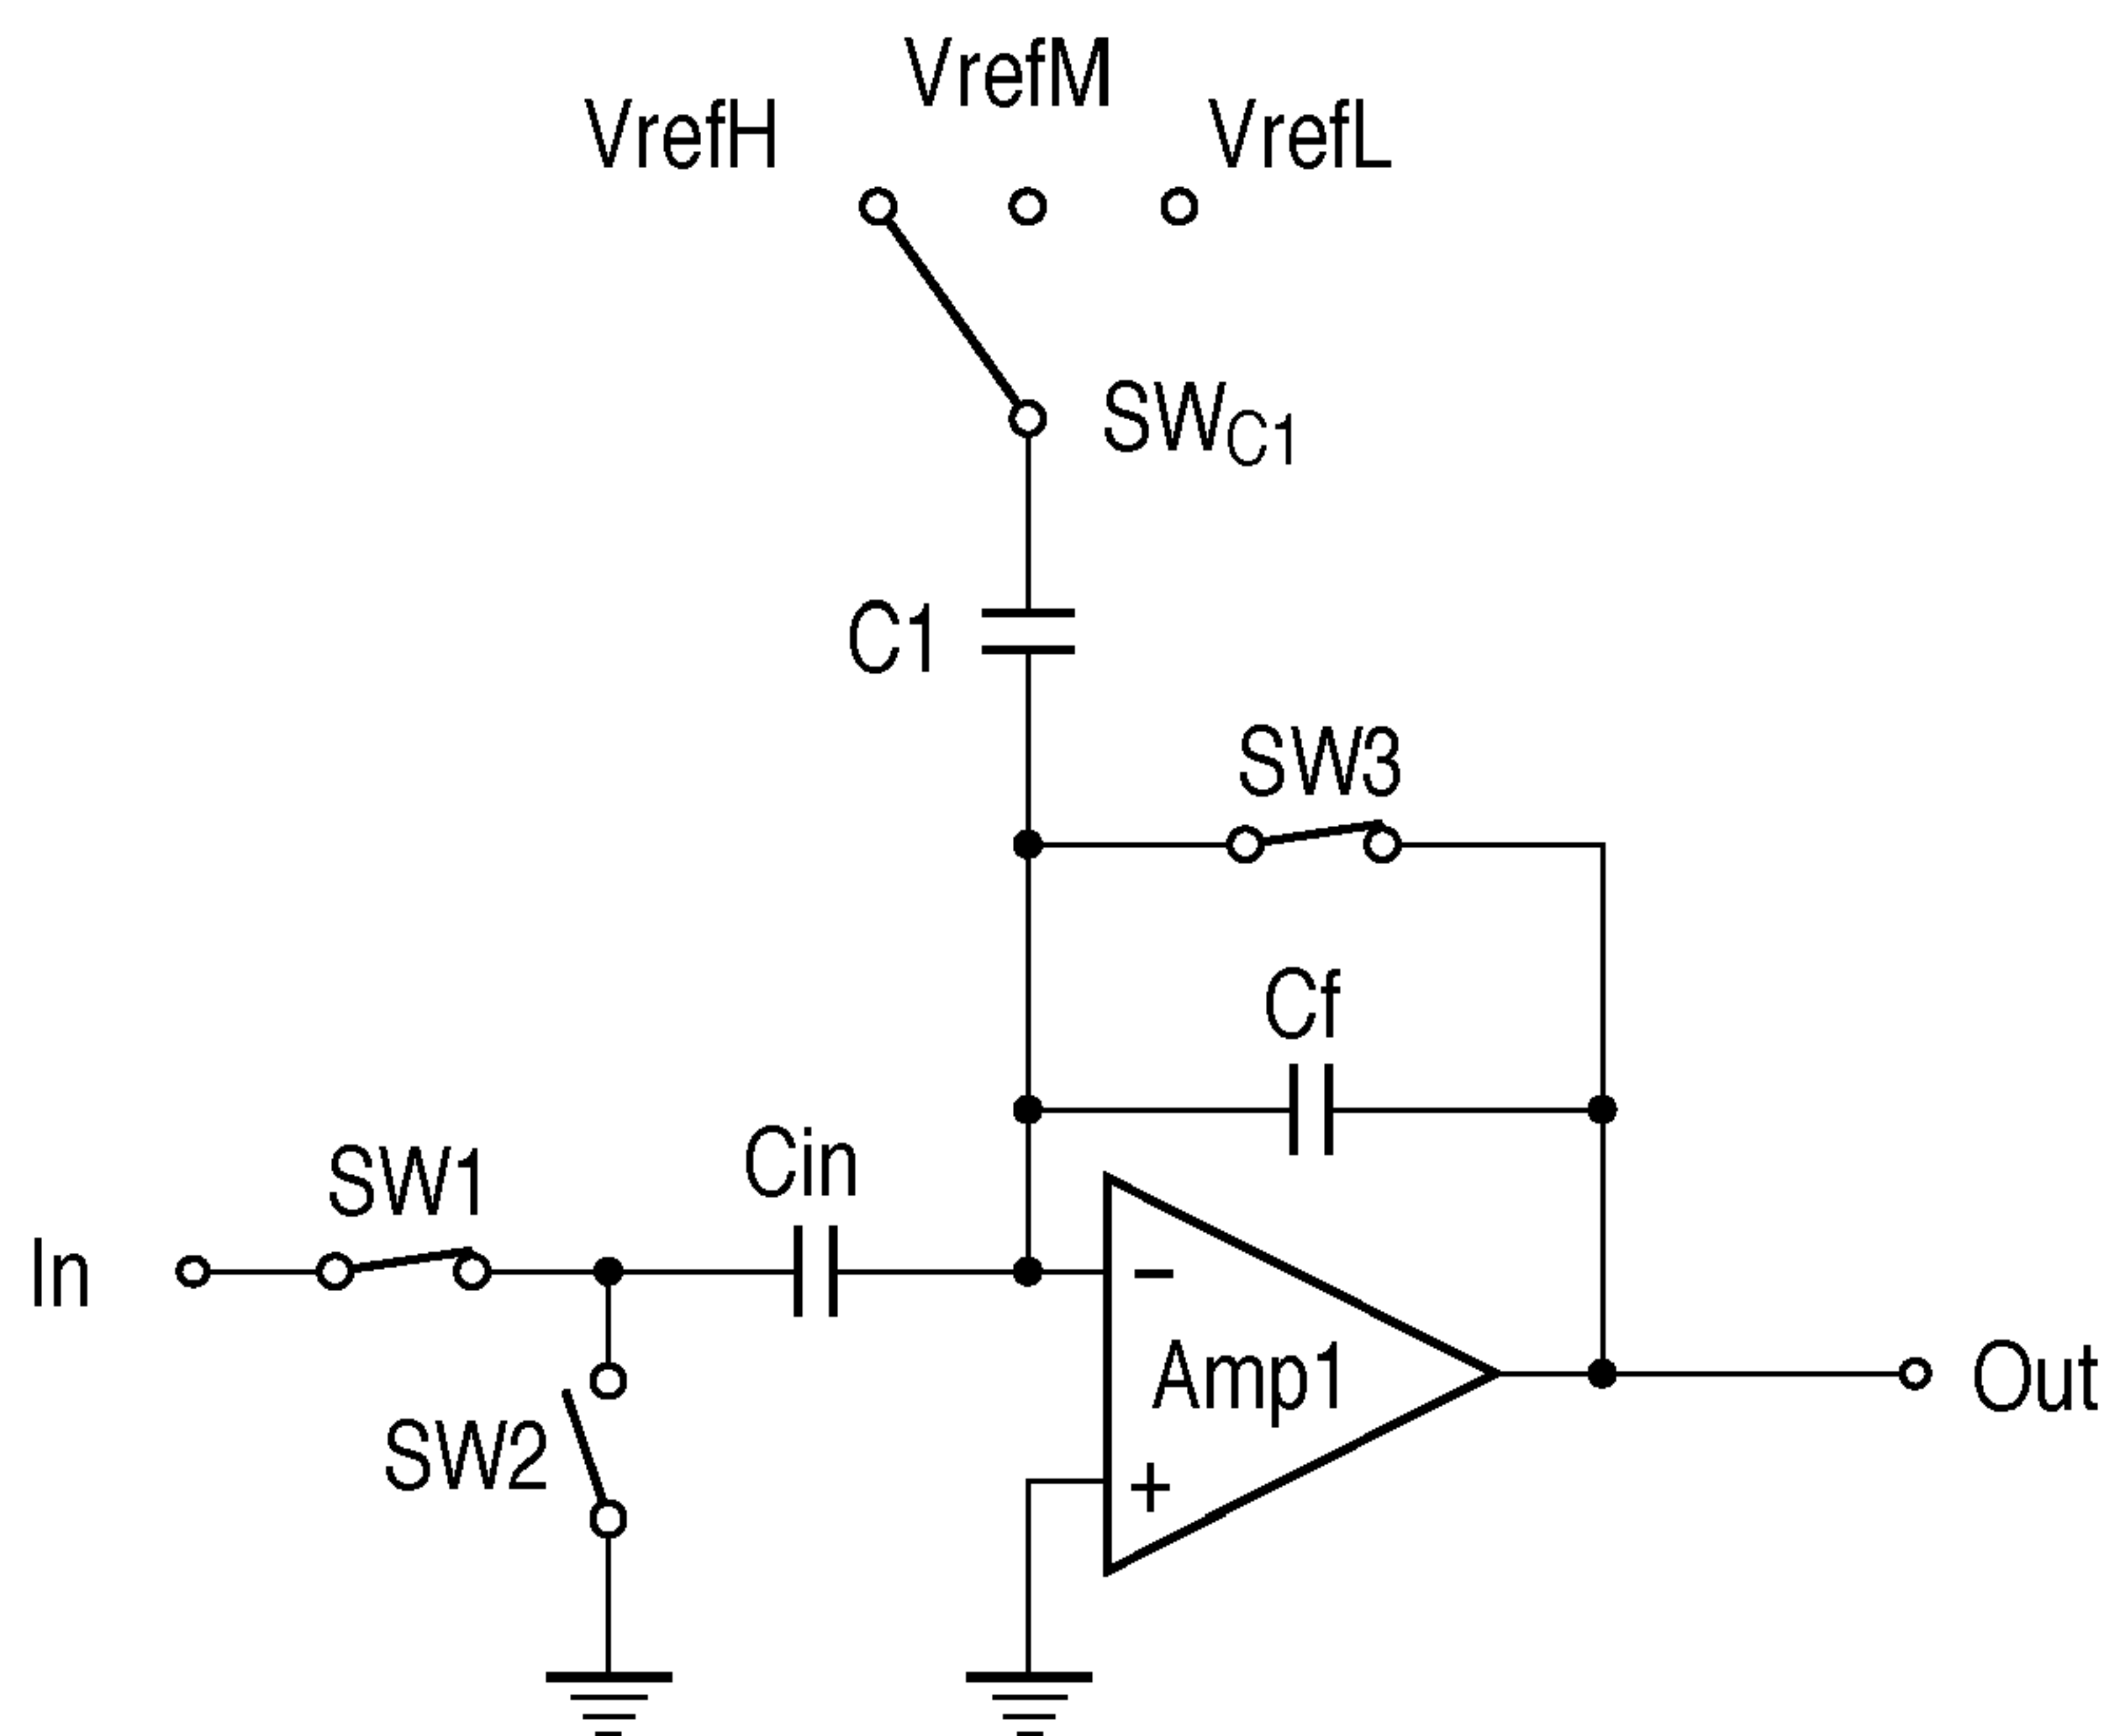 VrefM
VrefH
VrefL
SWC1
C1
SW3
Cf
Cin
SW1
In
-
Amp1
Out
SW2
+